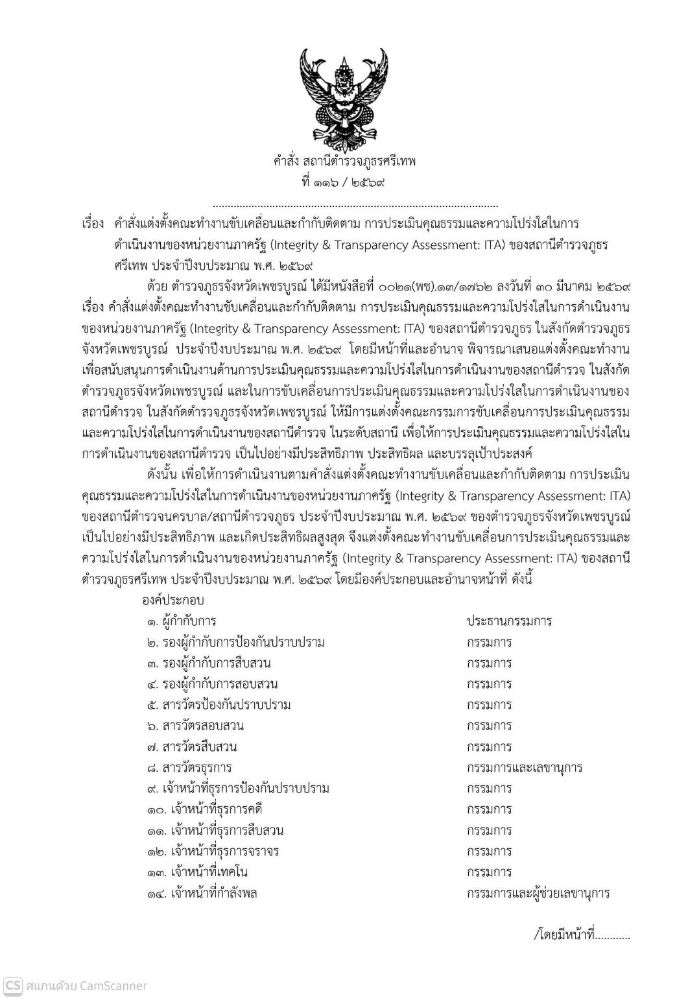 คำสั่ง สถานีตำรวจภูธรศรีเทพ
ที่ ๑๑๖ / ๒๕๖๙
................................................................................................
เรื่อง คำสั่งแต่งตั้งคณะทำงานขับเคลื่อนและกำกับติดตาม การประเมินคุณธรรมและความโปร่งใสในการ
ดำเนินงานของหน่วยงานภาครัฐ (Integrity & Transparency Assessment: ITA) ของสถานีตำรวจภูธร
ศรีเทพ ประจำปีงบประมาณ พ.ศ. ๒๕๖๙
ด้วย ตำรวจภูธรจังหวัดเพชรบูรณ์ ได้มีหนังสือที่ ๐๐๒๑(พช).๑๓/๑๗๖๒ ลงวันที่ ๓๐ มีนาคม ๒๕๖๙
เรื่อง คำสั่งแต่งตั้งคณะทำงานขับเคลื่อนและกำกับติดตาม การประเมินคุณธรรมและความโปร่งใสในการดำเนินงาน
ของหน่วยงานภาครัฐ (Integrity & Transparency Assessment: ITA) ของสถานีตำรวจภูธร ในสังกัดตำรวจภูธร
จังหวัดเพชรบูรณ์ ประจำปีงบประมาณ พ.ศ. ๒๕๖๙ โดยมีหน้าที่และอำนาจ พิจารณาเสนอแต่งตั้งคณะทำงาน
เพื่อสนับสนุนการดำเนินงานด้านการประเมินคุณธรรมและความโปร่งใสในการดำเนินงานของสถานีตำรวจ ในสังกัด
ตำรวจภูธรจังหวัดเพชรบูรณ์ และในการขับเคลื่อนการประเมินคุณธรรมและความโปร่งใสในการดำเนินงานของ
สถานีตำรวจ ในสังกัดตำรวจภูธรจังหวัดเพชรบูรณ์ ให้มีการแต่งตั้งคณะกรรมการขับเคลื่อนการประเมินคุณธรรม
และความโปร่งใสในการดำเนินงานของสถานีตำรวจ ในระดับสถานี เพื่อให้การประเมินคุณธรรมและความโปร่งใสใน
การดำเนินงานของสถานีตำรวจ เป็นไปอย่างมีประสิทธิภาพ ประสิทธิผล และบรรลุเป้าประสงค์
ดังนั้น เพื่อให้การดำเนินงานตามคำสั่งแต่งตั้งคณะทำงานขับเคลื่อนและกำกับติดตาม การประเมิน
คุณธรรมและความโปร่งใสในการดำเนินงานของหน่วยงานภาครัฐ (Integrity & Transparency Assessment: ITA)
ของสถานีตำรวจนครบาล/สถานีตำรวจภูธร ประจำปีงบประมาณ พ.ศ. ๒๕๖๙ ของตำรวจภูธรจังหวัดเพชรบูรณ์
เป็นไปอย่างมีประสิทธิภาพ และเกิดประสิทธิผลสูงสุด จึงแต่งตั้งคณะทำงานขับเคลื่อนการประเมินคุณธรรมและ
ความโปร่งใสในการดำเนินงานของหน่วยงานภาครัฐ (Integrity & Transparency Assessment: ITA) ของสถานี
ตำรวจภูธรศรีเทพ ประจำปีงบประมาณ พ.ศ. ๒๕๖๙ โดยมีองค์ประกอบและอำนาจหน้าที่ ดังนี้
องค์ประกอบ
๑. ผู้กำกับการ ประธานกรรมการ
๒. รองผู้กำกับการป้องกันปราบปราม กรรมการ
๓. รองผู้กำกับการสืบสวน กรรมการ
๔. รองผู้กำกับการสอบสวน กรรมการ
๕. สารวัตรป้องกันปราบปราม กรรมการ
๖. สารวัตรสอบสวน กรรมการ
๗. สารวัตรสืบสวน กรรมการ
๘. สารวัตรธุรการ กรรมการและเลขานุการ
๙. เจ้าหน้าที่ธุรการป้องกันปราบปราม กรรมการ
๑๐. เจ้าหน้าที่ธุรการคดี กรรมการ
๑๑. เจ้าหน้าที่ธุรการสืบสวน กรรมการ
๑๒. เจ้าหน้าที่ธุรการจราจร กรรมการ
๑๓. เจ้าหน้าที่เทคโน กรรมการ
๑๔. เจ้าหน้าที่กำลังพล กรรมการและผู้ช่วยเลขานุการ
/โดยมีหน้าที่............
CS สแกนด้วย CamScanner